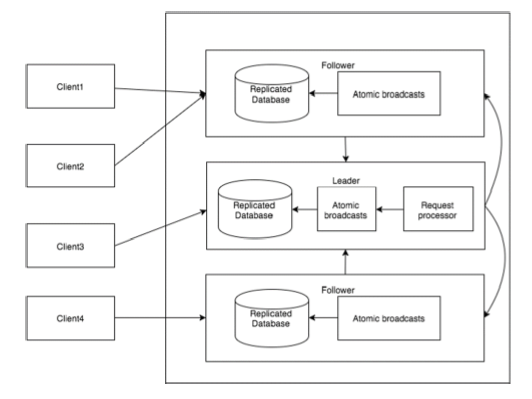 Client1
Client2
Client3
Client4
Follower
Replicated
Database
Atomic broadcasts
Leader
Replicated
Database
Atomic
broadcasts
Request
processor
Follower
Replicated
Database
Atomic broadcasts